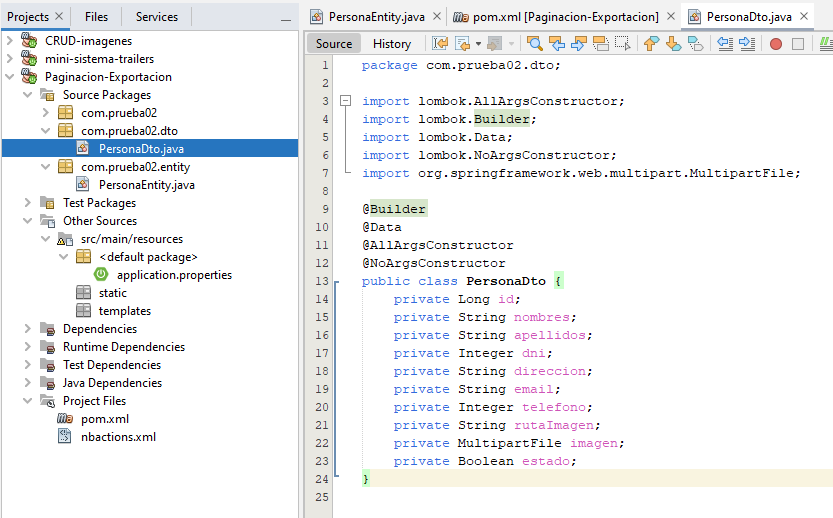 Projects Files Services
CRUD-imagenes
mini-sistema-trailers
Paginacion-Exportacion
Source Packages
com.prueba02
com.prueba02.dto
PersonaDto.java
com.prueba02.entity
PersonaEntity.java
Test Packages
Other Sources
src/main/resources
<default package>
application.properties
static
templates
Dependencies
Runtime Dependencies
Test Dependencies
Java Dependencies
Project Files
pom.xml
nbactions.xml
PersonaEntity.java pom.xml [Paginacion-Exportacion] PersonaDto.java
Source History
1 package com.prueba02.dto;
2
3 import lombok.AllArgsConstructor;
4 import lombok.Builder;
5 import lombok.Data;
6 import lombok.NoArgsConstructor;
7 import org.springframework.web.multipart.MultipartFile;
8
9 @Builder
10 @Data
11 @AllArgsConstructor
12 @NoArgsConstructor
13 public class PersonaDto {
14 private Long id;
15 private String nombres;
16 private String apellidos;
17 private Integer dni;
18 private String direccion;
19 private String email;
20 private Integer telefono;
21 private String rutaImagen;
22 private MultipartFile imagen;
23 private Boolean estado;
24 }
25